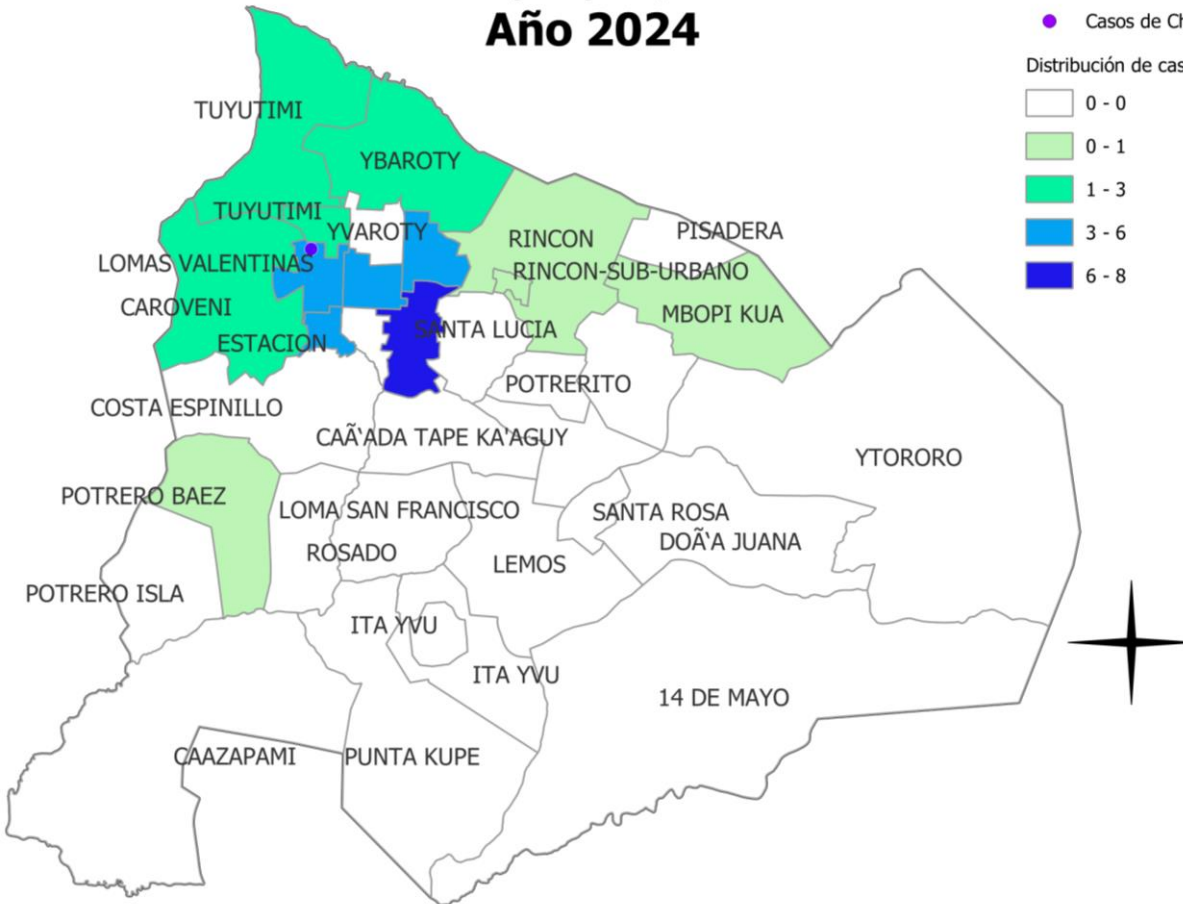 Año 2024
Casos de Ch
Distribución de cas
0 - 0
0 - 1
1 - 3
3 - 6
6 - 8
TUYUTIMI
YBAROTY
TUYUTIMI
YVAROTY
RINCON
PISADERA
LOMAS VALENTINAS
RINCON-SUB-URBANO
CAROVENI
MBOPI KUA
ESTACION
SANTA LUCIA
POTRERITO
COSTA ESPINILLO
CAÃ‘ADA TAPE KA'AGUY
YTORORO
POTRERO BAEZ
LOMA SAN FRANCISCO
SANTA ROSA
ROSADO
DOÃ‘A JUANA
LEMOS
POTRERO ISLA
ITA YVU
ITA YVU
14 DE MAYO
CAAZAPAMI
PUNTA KUPE